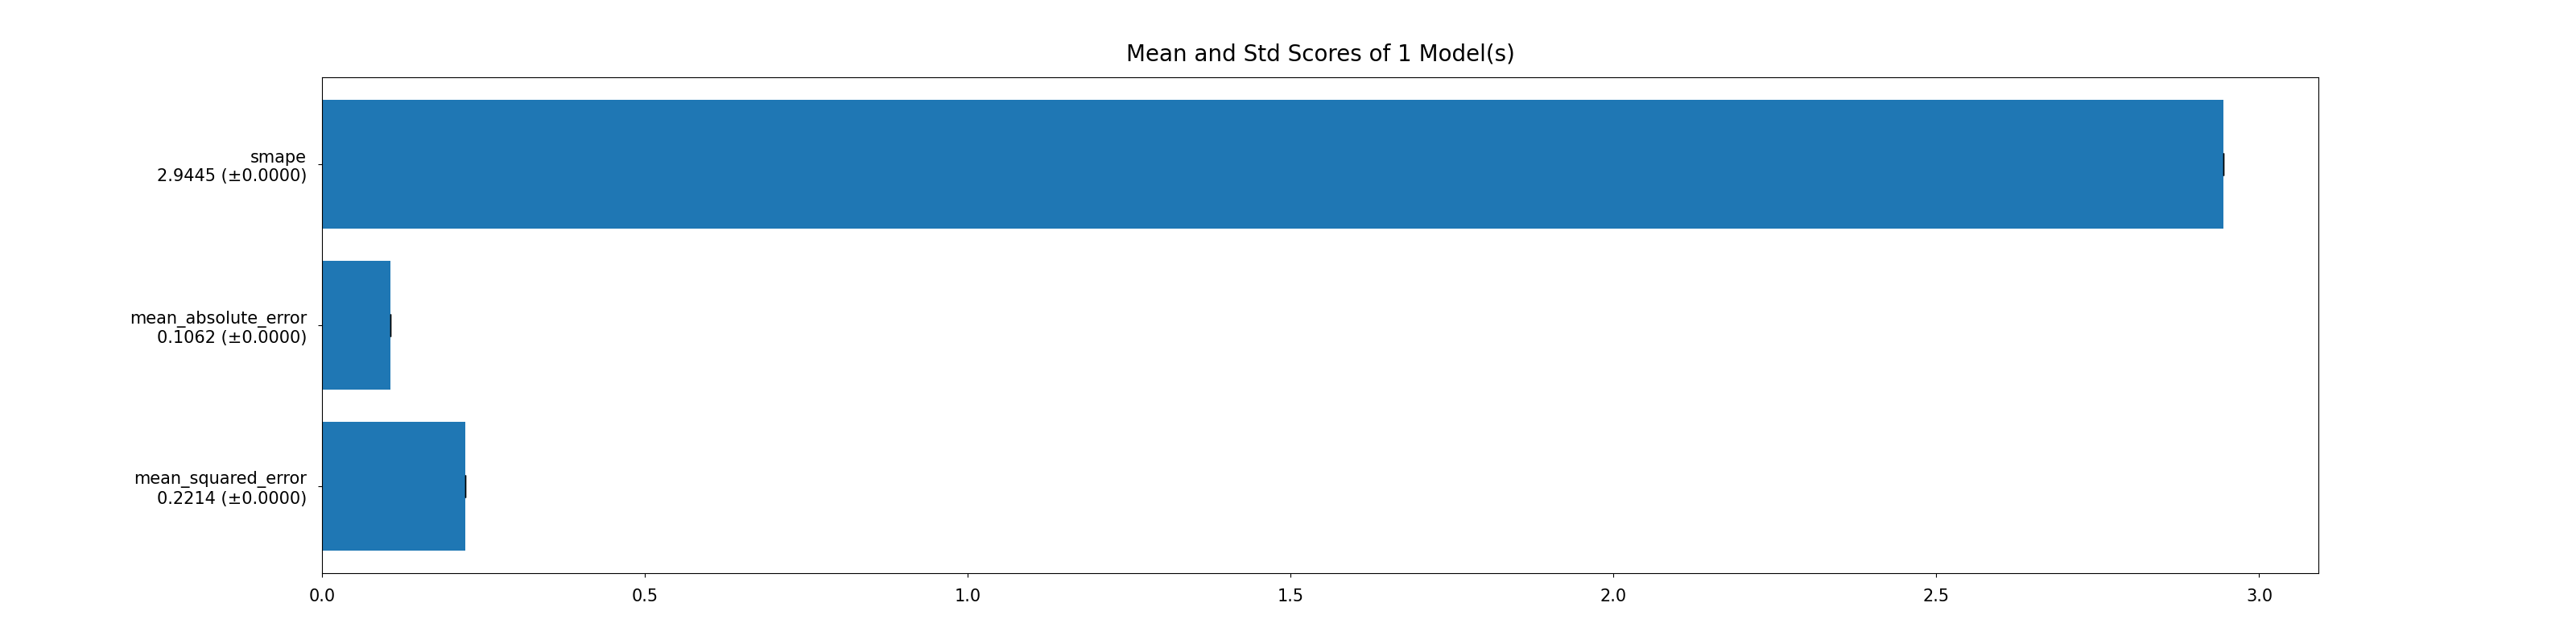 Mean and Std Scores of 1 Model(s)
smape
2.9445 (±0.0000)
mean_absolute_error
0.1062 (±0.0000)
mean_squared_error
0.2214 (±0.0000)
0.0 0.5 1.0 1.5 2.0 2.5 3.0